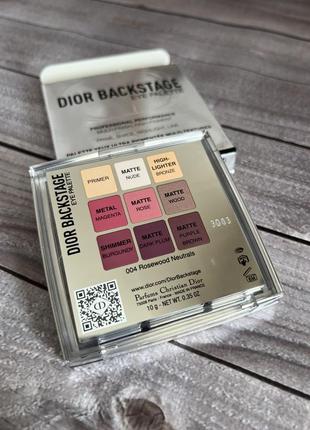 DIOR BACKSTAGE
EYE PALETTE
PROFESSIONAL PERFORMANCE
DIOR BACKSTAGE
EYE PALETTE
PRIMER
MATTE
NUDE
HIGH-
LIGHTER
BRONZE
METAL
MAGENTA
MATTE
ROSE
MATTE
WOOD
SHIMMER
BURGUNDY
MATTE
DARK PLUM
MATTE
PURPLE
BROWN
3Q03
004 Rosewood Neutrals
www.dior.com/DiorBackstage
Parfums Christian Dior
75008 Paris - France - MADE IN FRANCE
10 g - NET WT. 0.35 OZ